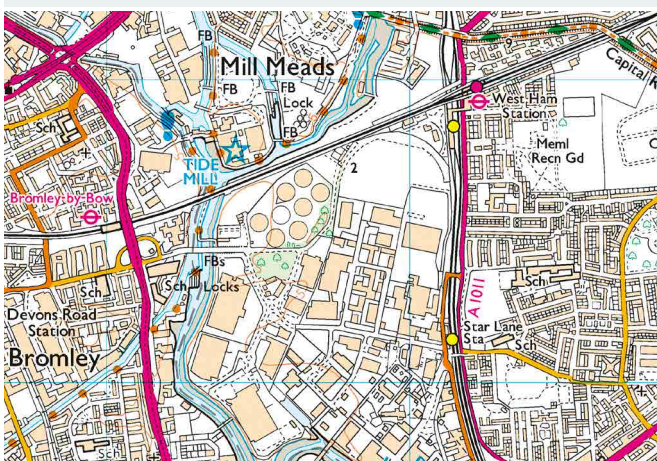 FB
9
Mill Meads
FB
FB
Lock
Capital
West Ham
Station
Sch
FB
TIDE
MILL
Meml
Recn Gd
2
Bromley-by-Bow
FBs
Locks
Sch
Sch
Sch
A 1011
Devons Road
Station
Star Lane
Sta
Sch
Bromley
Sch